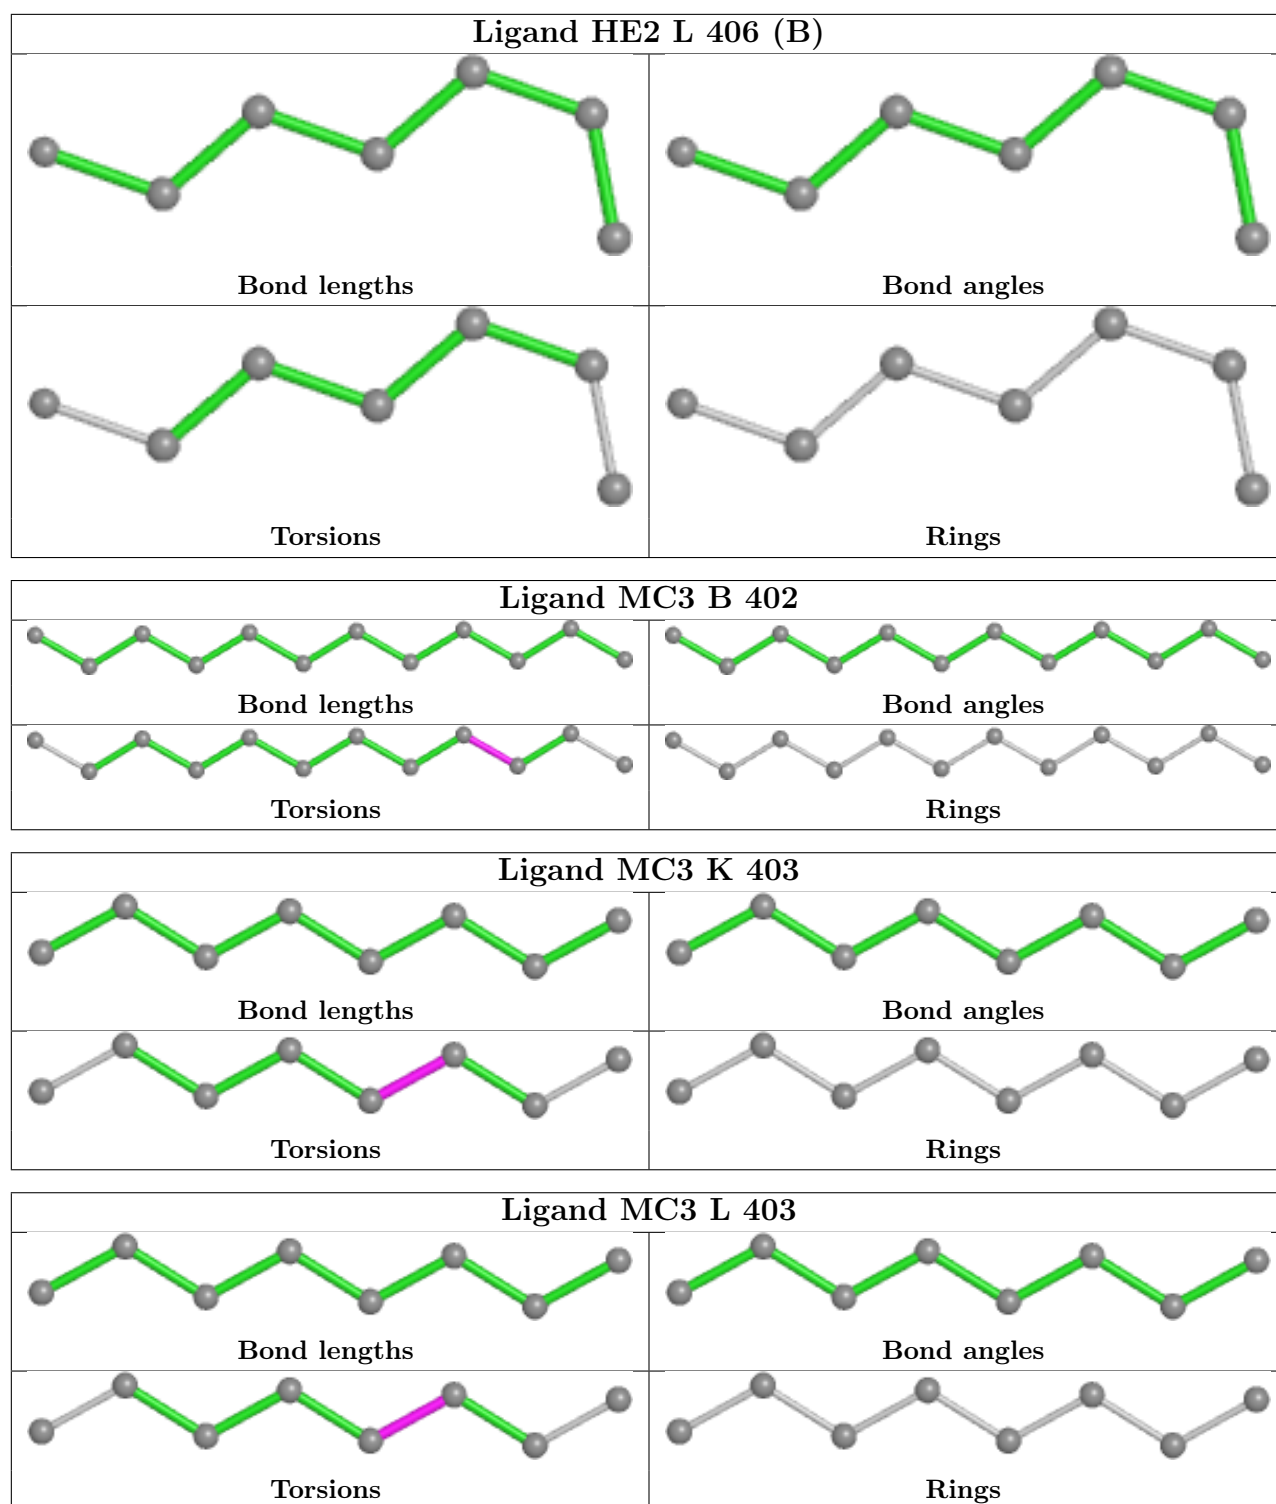 Ligand HE2 L 406 (B)
Bond lengths
Bond angles
Torsions
Rings
Ligand MC3 B 402
Bond lengths
Bond angles
Torsions
Rings
Ligand MC3 K 403
Bond lengths
Bond angles
Torsions
Rings
Ligand MC3 L 403
Bond lengths
Bond angles
Torsions
Rings